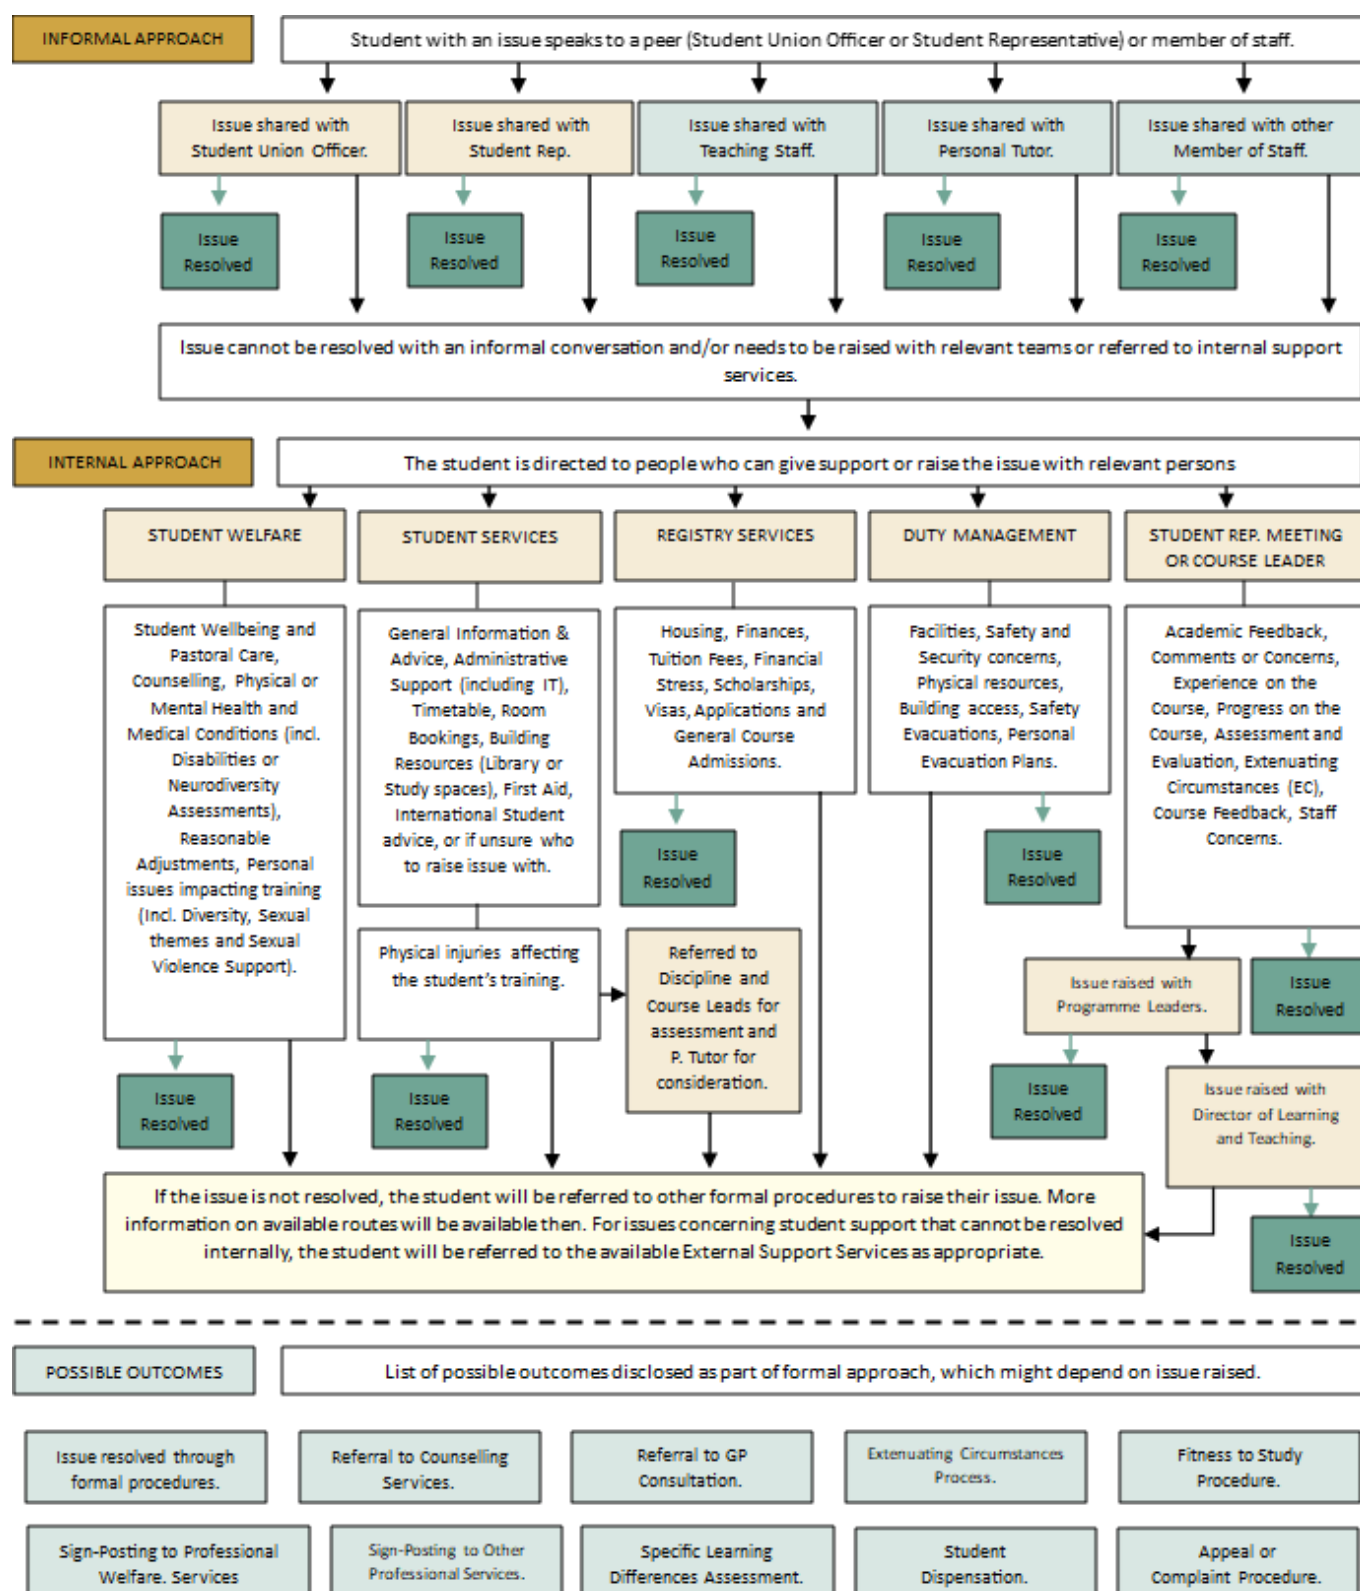 INFORMAL APPROACH
Student with an issue speaks to a peer (Student Union Officer or Student Representative) or member of staff.
Issue shared with
Student Union Officer.
Issue shared with
Student Rep.
Issue shared with
Teaching Staff.
Issue shared with
Personal Tutor.
Issue shared with other
Member of Staff.
Issue
Resolved
Issue
Resolved
Issue
Resolved
Issue
Resolved
Issue
Resolved
Issue cannot be resolved with an informal conversation and/or needs to be raised with relevant teams or referred to internal support
services.
INTERNAL APPROACH
The student is directed to people who can give support or raise the issue with relevant persons
STUDENT WELFARE
STUDENT SERVICES
REGISTRY SERVICES
DUTY MANAGEMENT
STUDENT REP. MEETING
OR COURSE LEADER
Student Wellbeing and
Pastoral Care,
Counselling, Physical or
Mental Health and
Medical Conditions (incl.
Disabilities or
Neurodiversity
Assessments),
Reasonable
Adjustments, Personal
issues impacting training
(Incl. Diversity, Sexual
themes and Sexual
Violence Support).
Issue
Resolved
General Information &
Advice, Administrative
Support (including IT),
Timetable, Room
Bookings, Building
Resources (Library or
Study spaces), First Aid,
International Student
advice, or if unsure who
to raise issue with.
Physical injuries affecting
the student's training.
Issue
Resolved
Housing, Finances,
Tuition Fees, Financial
Stress, Scholarships,
Visas, Applications and
General Course
Admissions.
Issue
Resolved
Referred to
Discipline and
Course Leads for
assessment and
P. Tutor for
consideration.
Facilities, Safety and
Security concerns,
Physical resources,
Building access, Safety
Evacuations, Personal
Evacuation Plans.
Issue
Resolved
Academic Feedback,
Comments or Concerns,
Experience on the
Course, Progress on the
Course, Assessment and
Evaluation, Extenuating
Circumstances (EC),
Course Feedback, Staff
Concerns.
Issue raised with
Programme Leaders.
Issue
Resolved
Issue
Resolved
Issue raised with
Director of Learning
and Teaching.
Issue
Resolved
If the issue is not resolved, the student will be referred to other formal procedures to raise their issue. More
information on available routes will be available then. For issues concerning student support that cannot be resolved
internally, the student will be referred to the available External Support Services as appropriate.
POSSIBLE OUTCOMES
List of possible outcomes disclosed as part of formal approach, which might depend on issue raised.
Issue resolved through
formal procedures.
Referral to Counselling
Services.
Referral to GP
Consultation.
Extenuating Circumstances
Process.
Fitness to Study
Procedure.
Sign-Posting to Professional
Welfare. Services
Sign-Posting to Other
Professional Services.
Specific Learning
Differences Assessment.
Student
Dispensation.
Appeal or
Complaint Procedure.